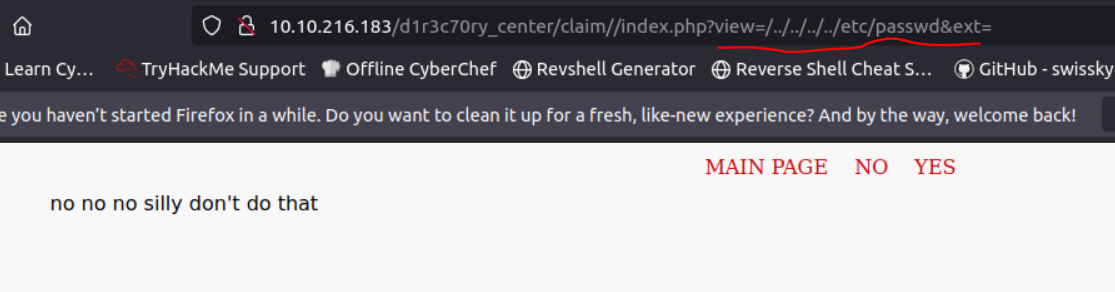 10.10.216.183/d1r3c70ry_center/claim//index.php?view=/../../../../etc/passwd&ext=
Learn Cy… TryHackMe Support Offline CyberChef Revshell Generator Reverse Shell Cheat S… GitHub - swissky
e you haven’t started Firefox in a while. Do you want to clean it up for a fresh, like-new experience? And by the way, welcome back!
MAIN PAGE NO YES
no no no silly don't do that